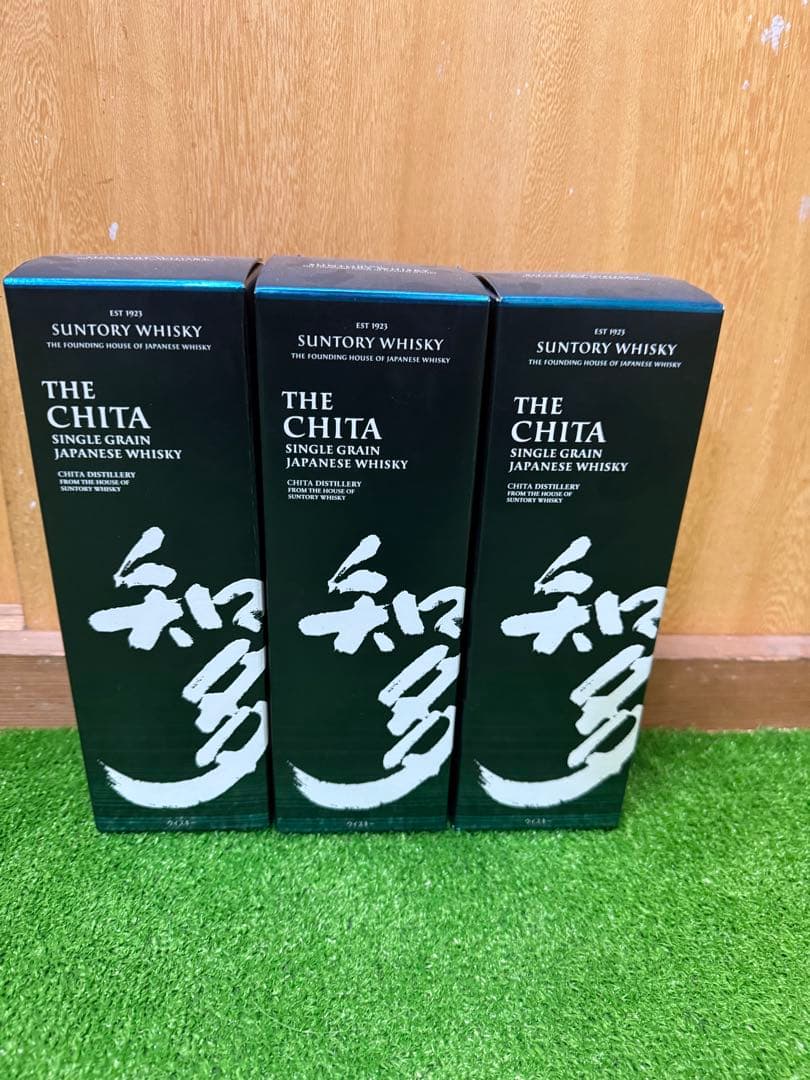 EST 1923
SUNTORY WHISKY
THE FOUNDING HOUSE OF JAPANESE WHISKY
THE
CHITA
SINGLE GRAIN
JAPANESE WHISKY
CHITA DISTILLERY
FROM THE HOUSE OF
SUNTORY WHISKY
知多
ウイスキー
EST 1923
SUNTORY WHISKY
THE FOUNDING HOUSE OF JAPANESE WHISKY
THE
CHITA
SINGLE GRAIN
JAPANESE WHISKY
CHITA DISTILLERY
FROM THE HOUSE OF
SUNTORY WHISKY
知多
ウイスキー
EST 1923
SUNTORY WHISKY
THE FOUNDING HOUSE OF JAPANESE WHISKY
THE
CHITA
SINGLE GRAIN
JAPANESE WHISKY
CHITA DISTILLERY
FROM THE HOUSE OF
SUNTORY WHISKY
知多
ウイスキー